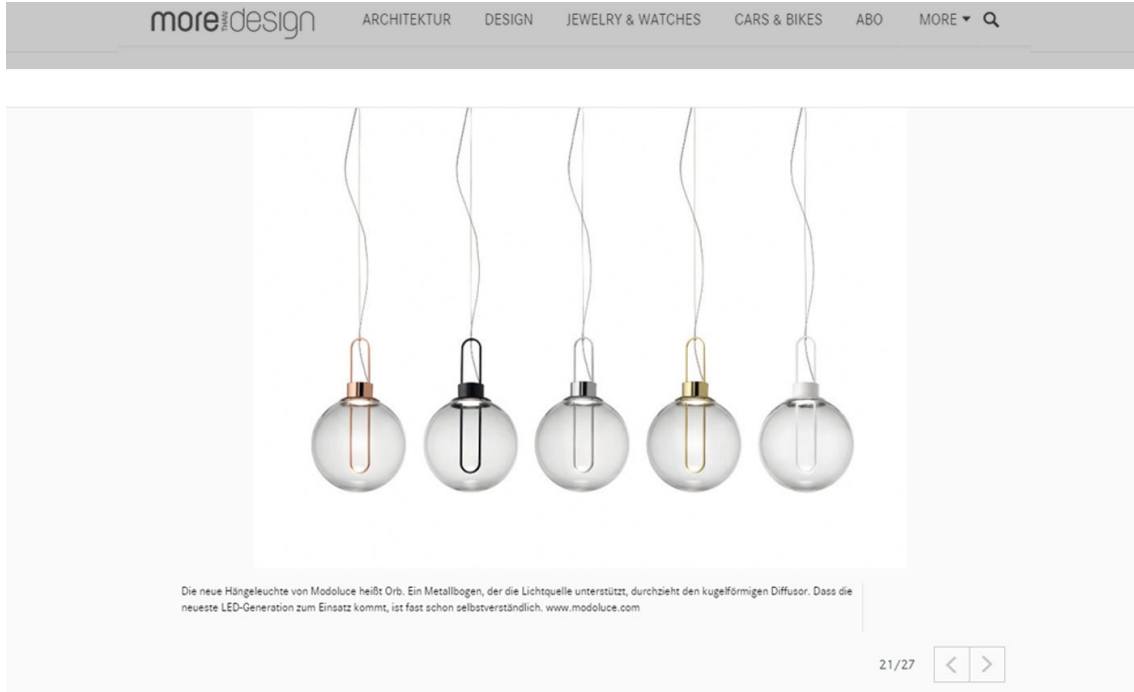 more THAN design ARCHITEKTUR DESIGN JEWELRY & WATCHES CARS & BIKES ABO MORE
Die neue Hängeleuchte von Modoluce heißt Orb. Ein Metallbogen, der die Lichtquelle unterstützt, durchzieht den kugelförmigen Diffusor. Dass die
neueste LED-Generation zum Einsatz kommt, ist fast schon selbstverständlich. www.modoluce.com
21/27